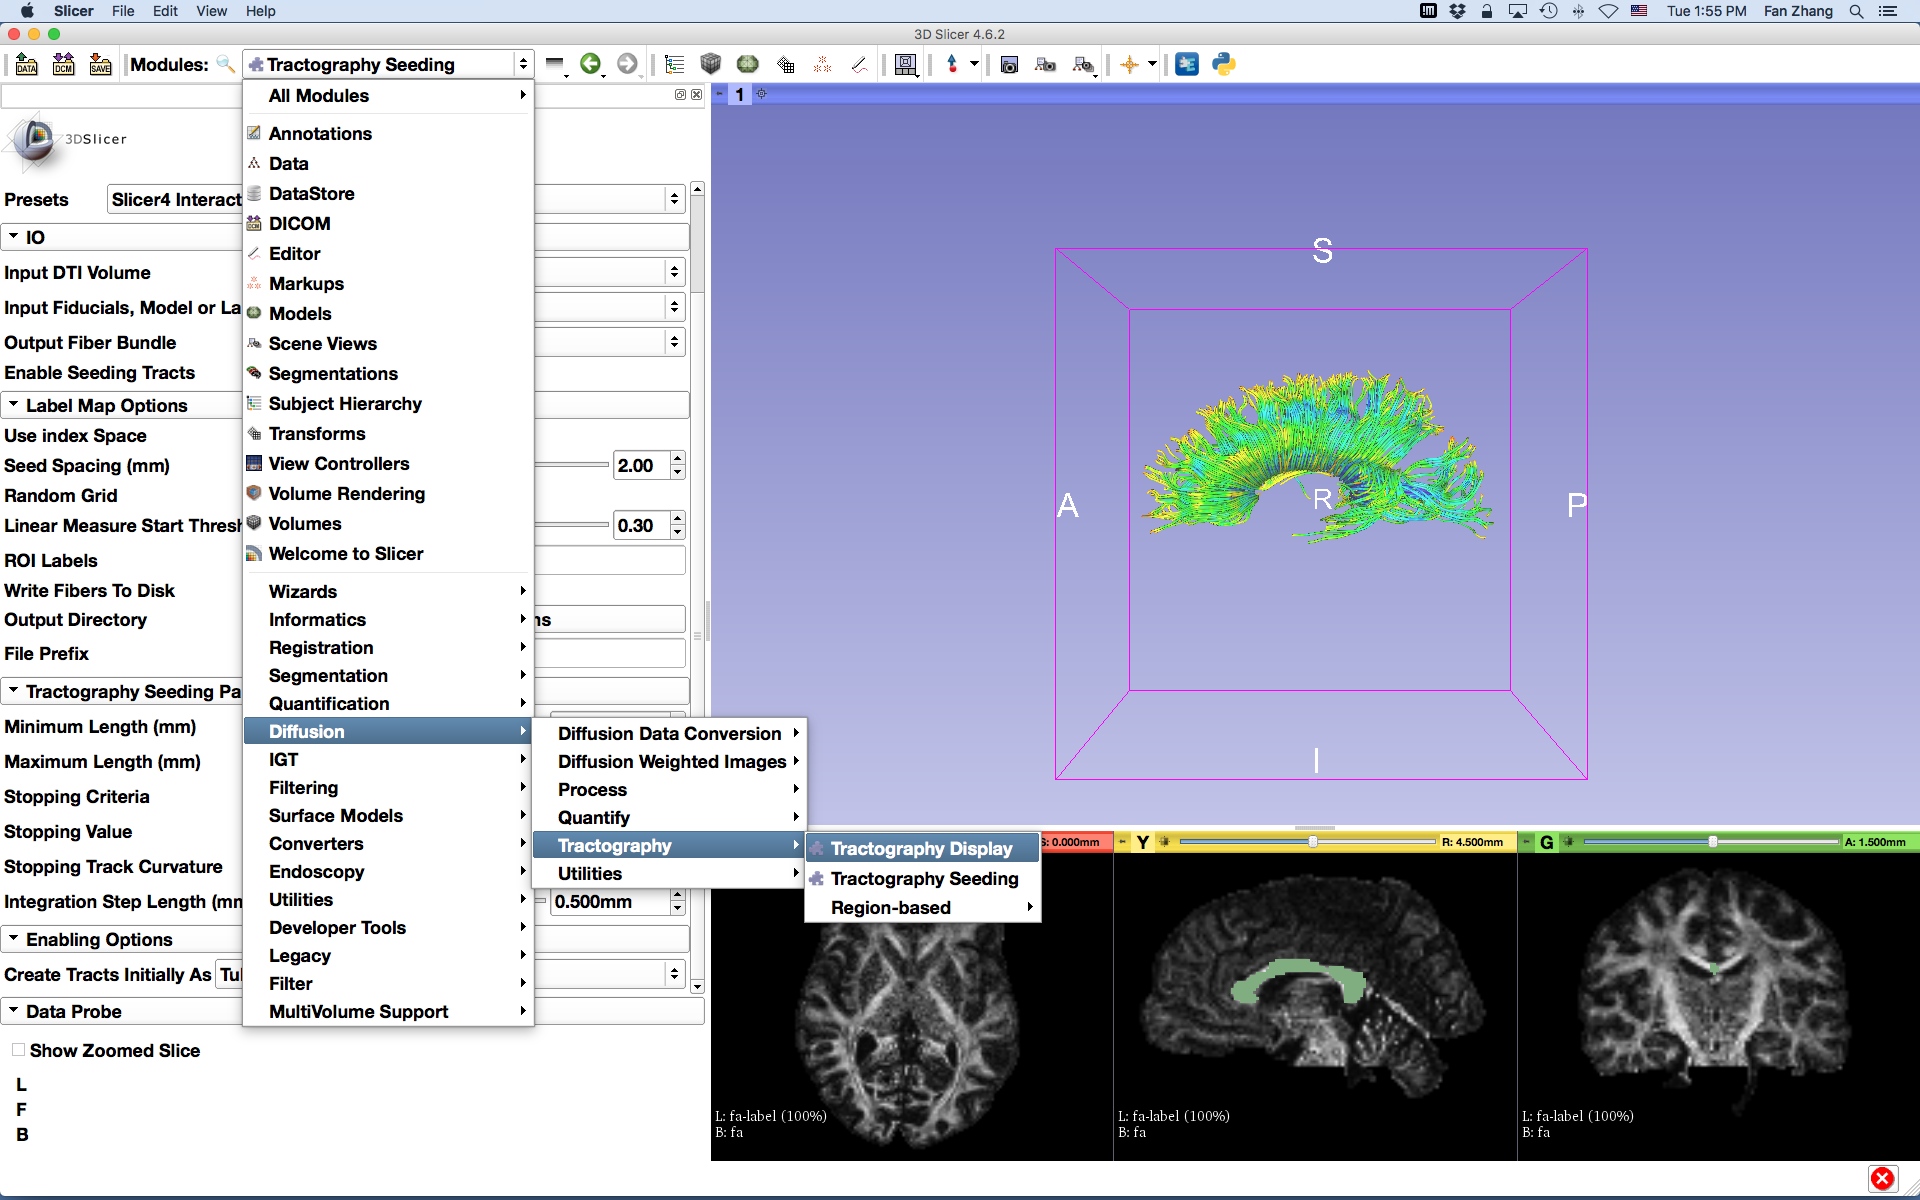 Slicer File Edit View Help
Tue 1:55 PM Fan Zhang
3D Slicer 4.6.2
DATA DCM SAVE Modules: Tractography Seeding
All Modules
Annotations
Data
DataStore
DICOM
Editor
Markups
Models
Scene Views
Segmentations
Subject Hierarchy
Transforms
View Controllers
Volume Rendering
Volumes
Welcome to Slicer
Wizards
Informatics
Registration
Segmentation
Quantification
Diffusion
IGT
Filtering
Surface Models
Converters
Endoscopy
Utilities
Developer Tools
Legacy
Filter
MultiVolume Support
Diffusion Data Conversion
Diffusion Weighted Images
Process
Quantify
Tractography
Utilities
Tractography Display
Tractography Seeding
Region-based
3DSlicer
Presets Slicer4 Interact
IO
Input DTI Volume
Input Fiducials, Model or La
Output Fiber Bundle
Enable Seeding Tracts
Label Map Options
Use index Space
Seed Spacing (mm) 2.00
Random Grid
Linear Measure Start Thresh 0.30
ROI Labels
Write Fibers To Disk
Output Directory ns
File Prefix
Tractography Seeding Pa
Minimum Length (mm)
Maximum Length (mm)
Stopping Criteria
Stopping Value
Stopping Track Curvature
Integration Step Length (mm 0.500mm
Enabling Options
Create Tracts Initially As Tu
Data Probe
Show Zoomed Slice
L
F
B
1
S
A R P
I
S: 0.000mm
Y R: 4.500mm
G A: 1.500mm
L: fa-label (100%)
B: fa
L: fa-label (100%)
B: fa
L: fa-label (100%)
B: fa